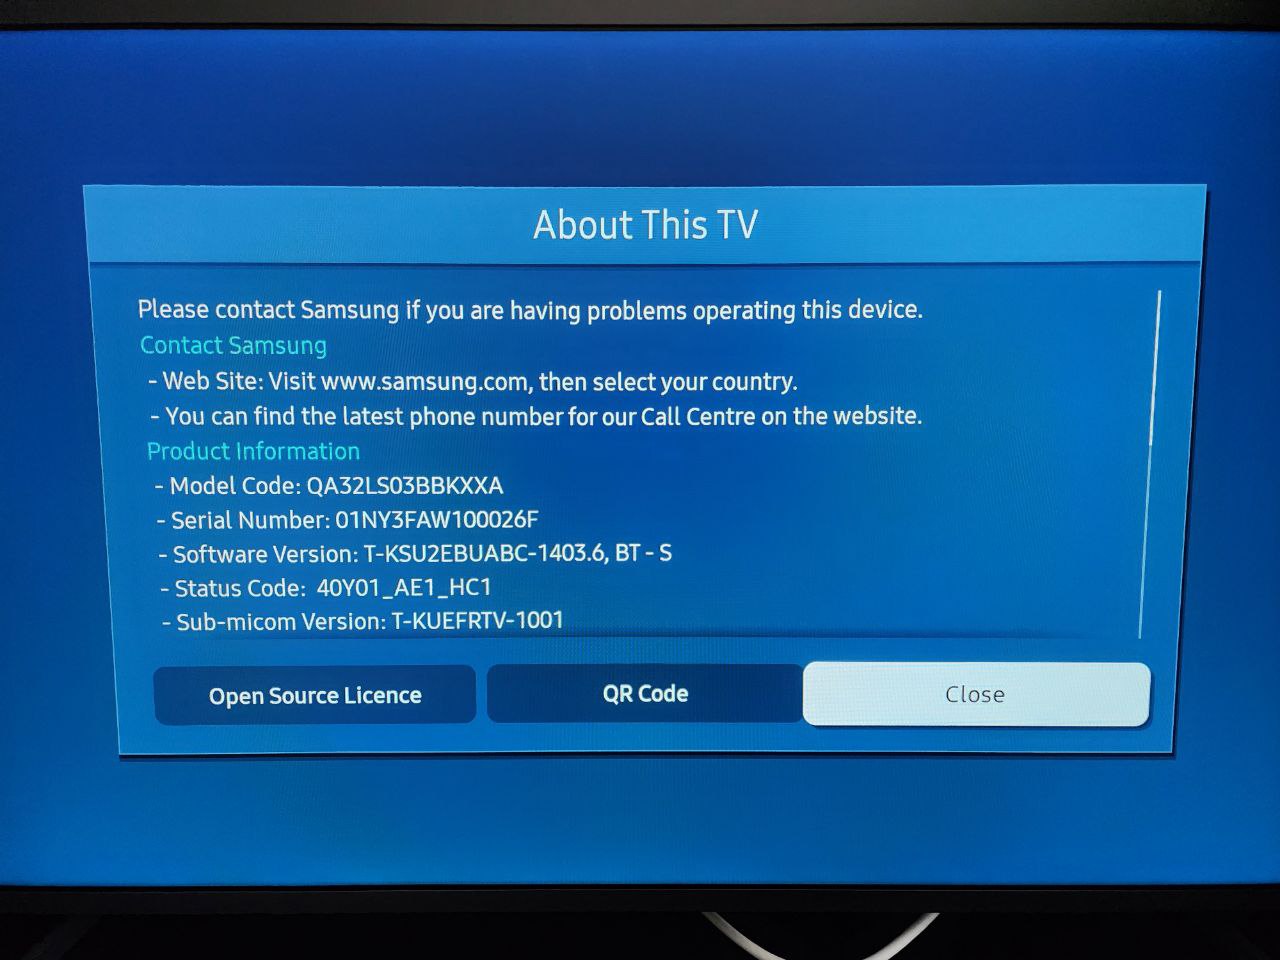 About This TV
Please contact Samsung if you are having problems operating this device.
Contact Samsung
- Web Site: Visit www.samsung.com, then select your country.
- You can find the latest phone number for our Call Centre on the website.
Product Information
- Model Code: QA32LS03BBKXXA
- Serial Number: 01NY3FAW100026F
- Software Version: T-KSU2EBUABC-1403.6, BT - S
- Status Code:  40Y01_AE1_HC1
- Sub-micom Version: T-KUEFRTV-1001
Open Source Licence
QR Code
Close